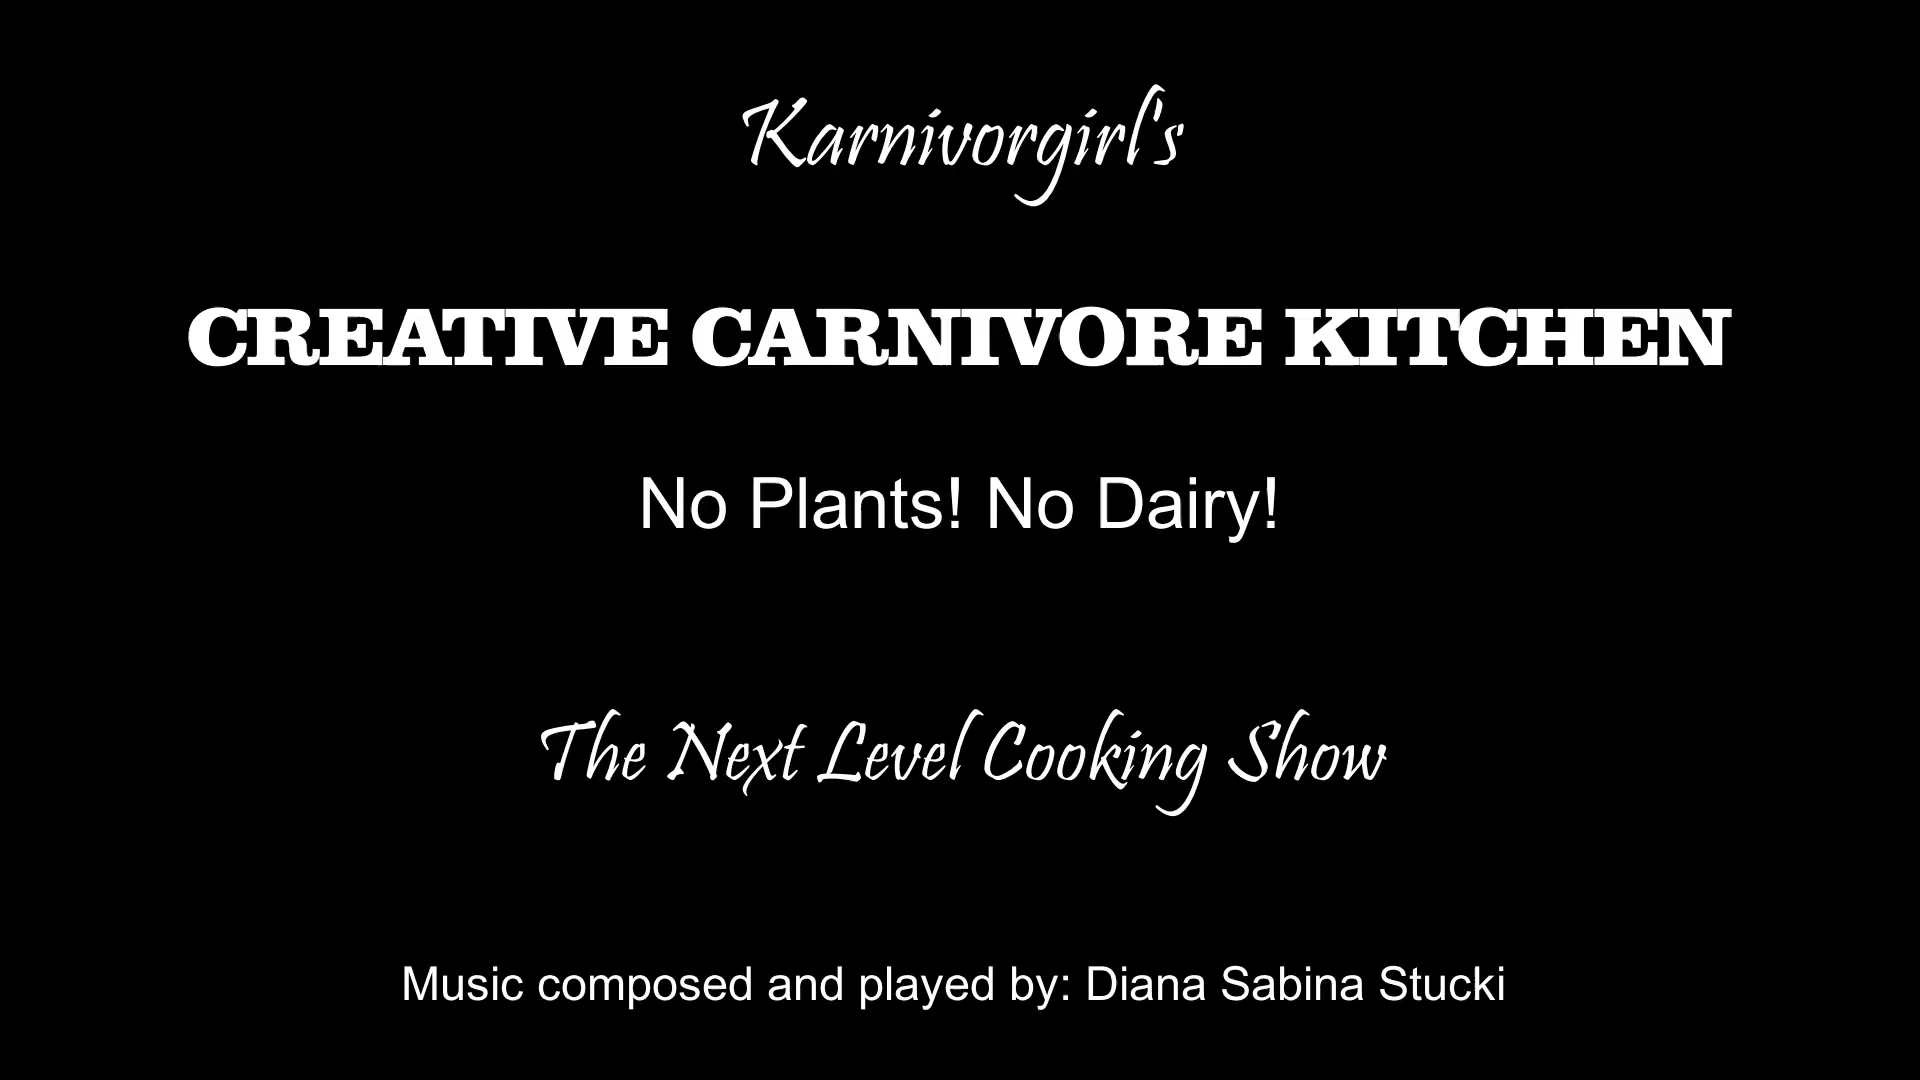 Karnivorgirl's
CREATIVE CARNIVORE KITCHEN
No Plants! No Dairy!
The Next Level Cooking Show
Music composed and played by: Diana Sabina Stucki